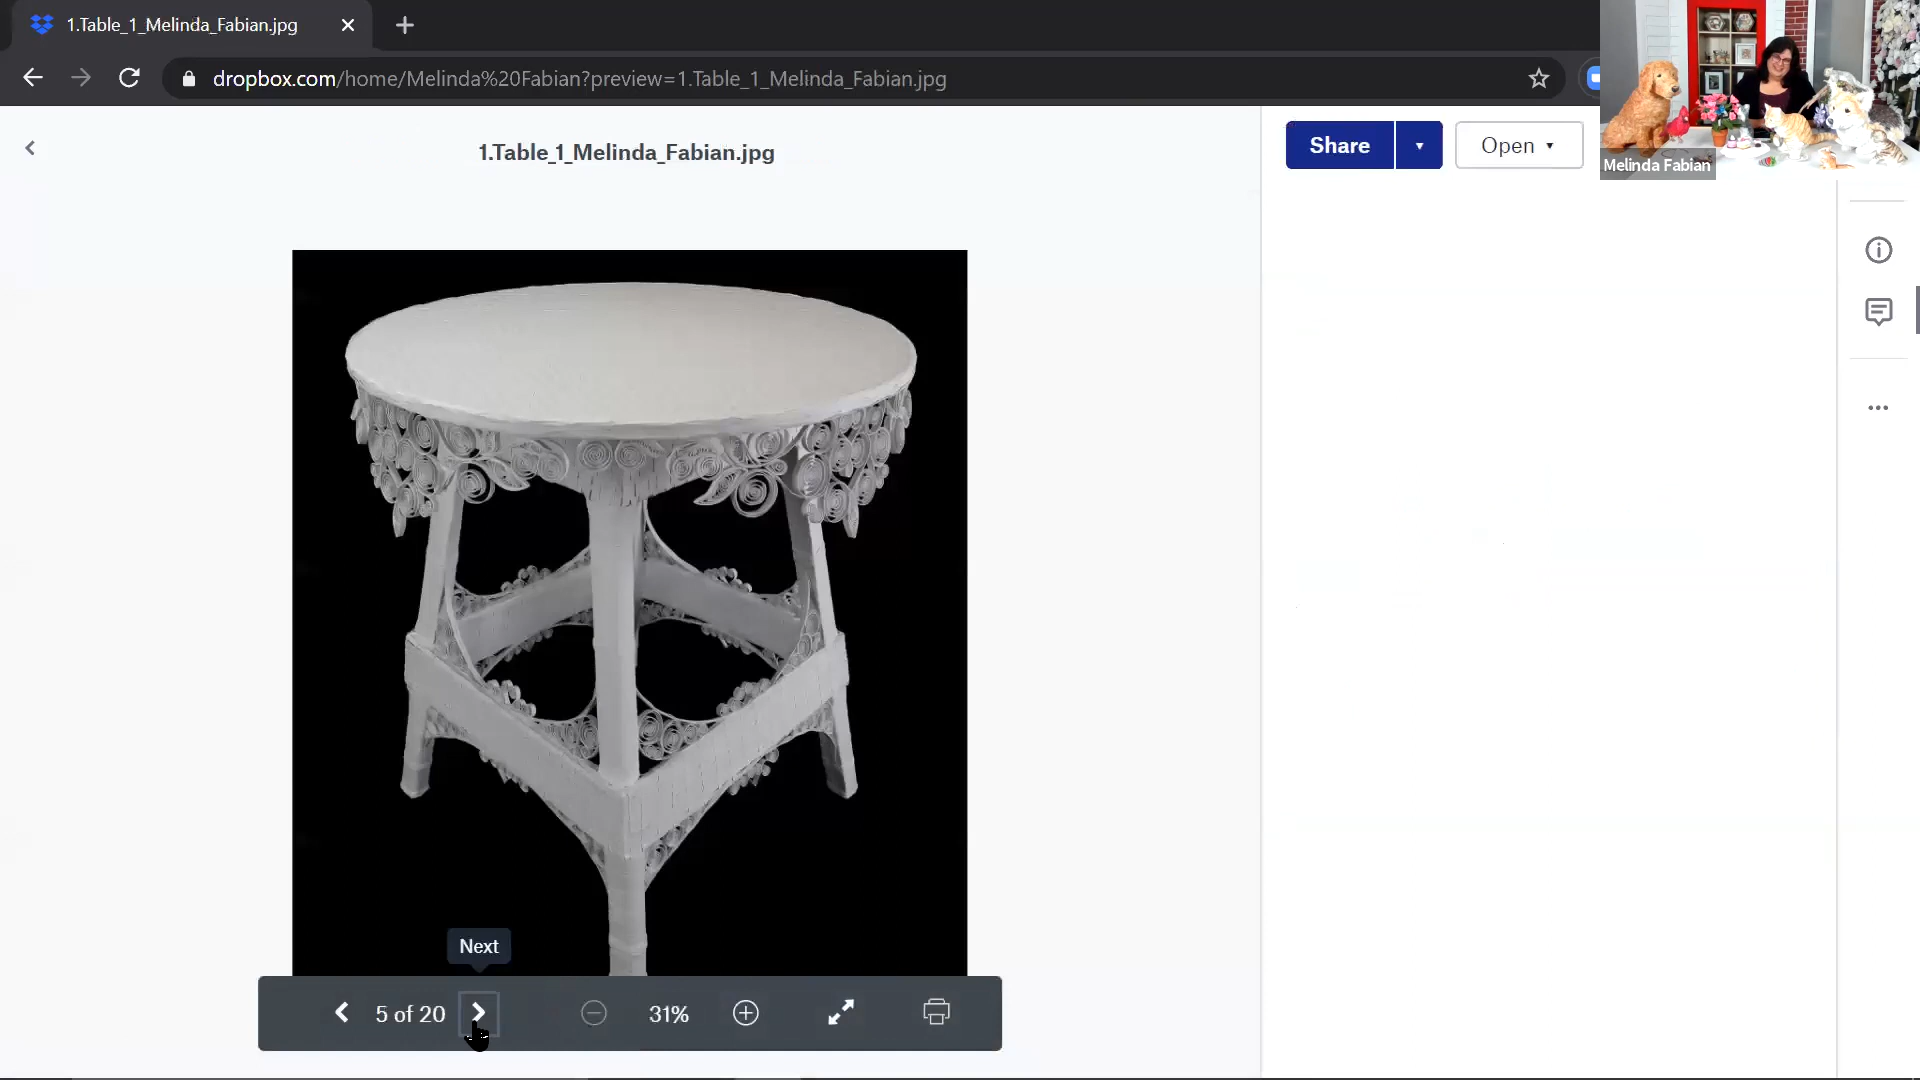 1.Table_1_Melinda_Fabian.jpg
dropbox.com/home/Melinda%20Fabian?preview=1.Table_1_Melinda_Fabian.jpg
1.Table_1_Melinda_Fabian.jpg
Share
Open
Melinda Fabian
Next
5 of 20
31%